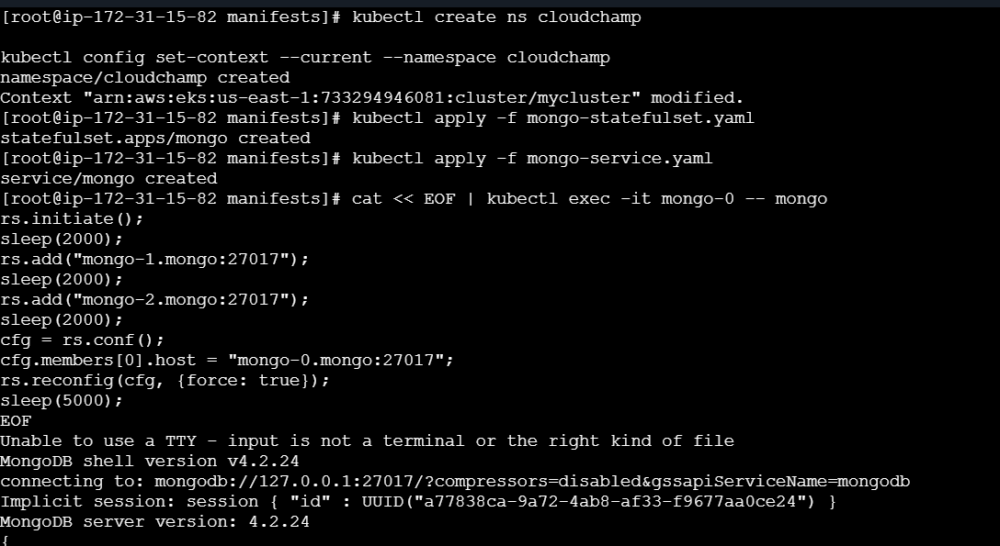 [root@ip-172-31-15-82 manifests]# kubectl create ns cloudchamp
kubectl config set-context --current --namespace cloudchamp
namespace/cloudchamp created
Context "arn:aws:eks:us-east-1:733294946081:cluster/mycluster" modified.
[root@ip-172-31-15-82 manifests]# kubectl apply -f mongo-statefulset.yaml
statefulset.apps/mongo created
[root@ip-172-31-15-82 manifests]# kubectl apply -f mongo-service.yaml
service/mongo created
[root@ip-172-31-15-82 manifests]# cat << EOF | kubectl exec -it mongo-0 -- mongo
rs.initiate();
sleep(2000);
rs.add("mongo-1.mongo:27017");
sleep(2000);
rs.add("mongo-2.mongo:27017");
sleep(2000);
cfg = rs.conf();
cfg.members[0].host = "mongo-0.mongo:27017";
rs.reconfig(cfg, {force: true});
sleep(5000);
EOF
Unable to use a TTY - input is not a terminal or the right kind of file
MongoDB shell version v4.2.24
connecting to: mongodb://127.0.0.1:27017/?compressors=disabled&gssapiServiceName=mongodb
Implicit session: session { "id" : UUID("a77838ca-9a72-4ab8-af33-f9677aa0ce24") }
MongoDB server version: 4.2.24
{